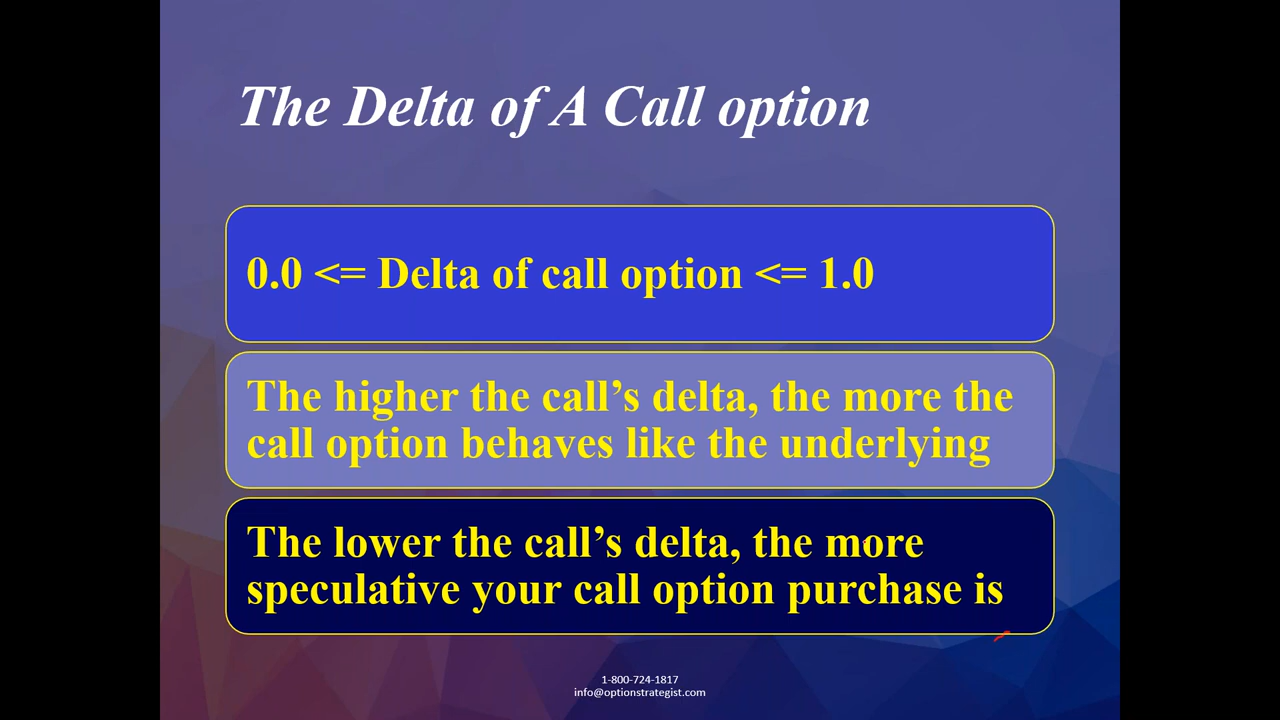 The Delta of A Call option
0.0 <= Delta of call option <= 1.0
The higher the call’s delta, the more the
call option behaves like the underlying
The lower the call’s delta, the more
speculative your call option purchase is
1-800-724-1817
info@optionstrategist.com